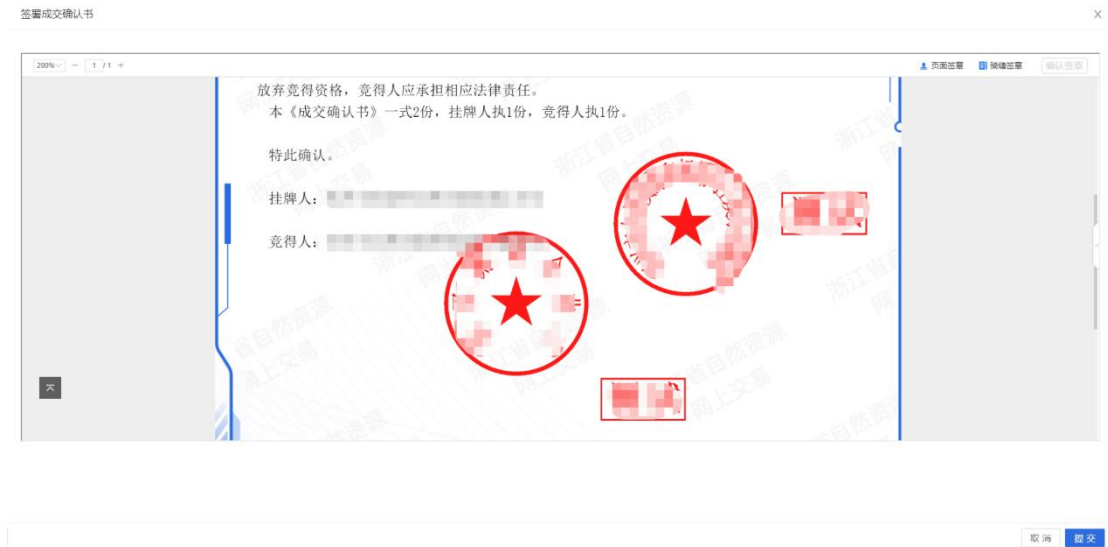 签署成交确认书
200% − 1 / 1 +
页面签章 骑缝签章 确认签章
放弃竞得资格，竞得人应承担相应法律责任。
本《成交确认书》一式2份，挂牌人执1份，竞得人执1份。
特此确认。
挂牌人：
竞得人：
浙江省自然资源
网上交易
取消 提交